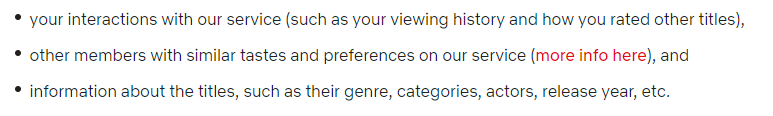 • your interactions with our service (such as your viewing history and how you rated other titles),
• other members with similar tastes and preferences on our service (more info here), and
• information about the titles, such as their genre, categories, actors, release year, etc.